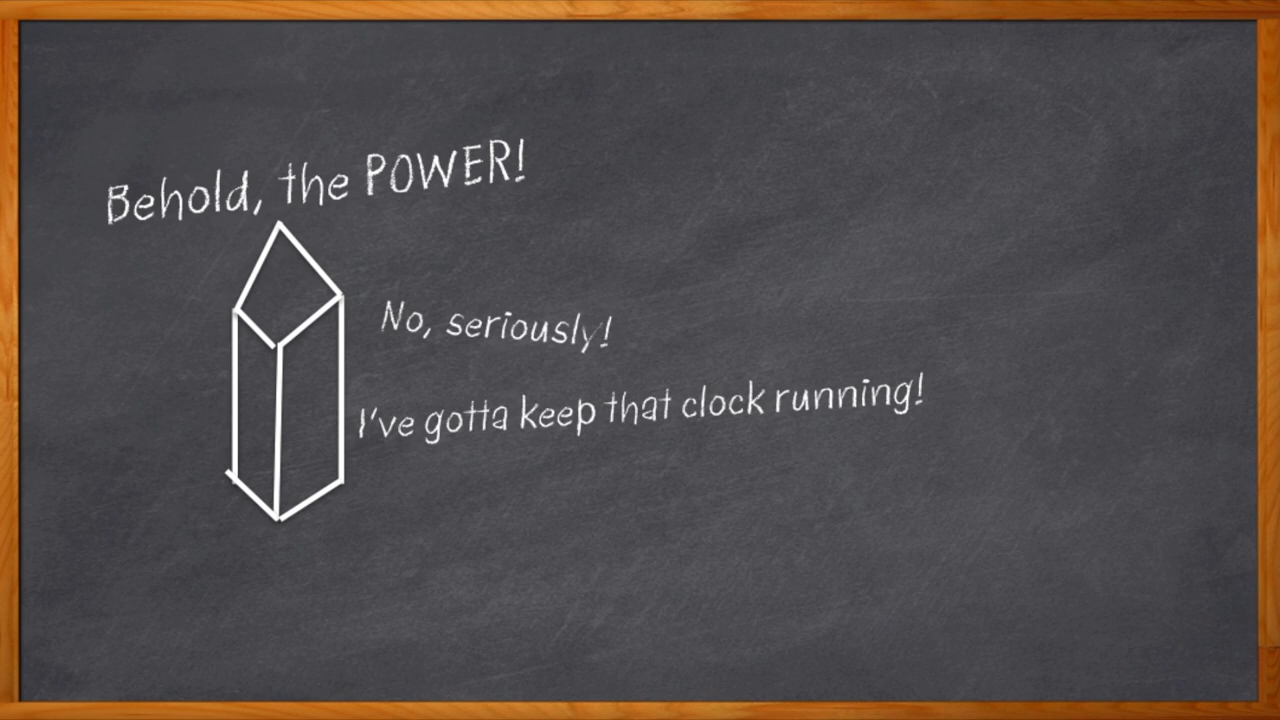 Behold, the POWER!
No, seriously!
I've gotta keep that clock running!